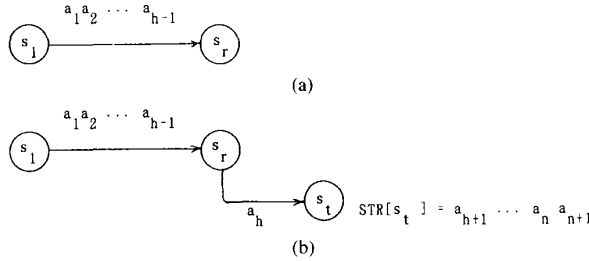 a₁a₂ ··· aₕ₋₁
s₁ sᵣ
(a)
a₁a₂ ··· aₕ₋₁
s₁ sᵣ
aₕ sₜ STR[sₜ ] = aₕ₊₁ ··· aₙ aₙ₊₁
(b)